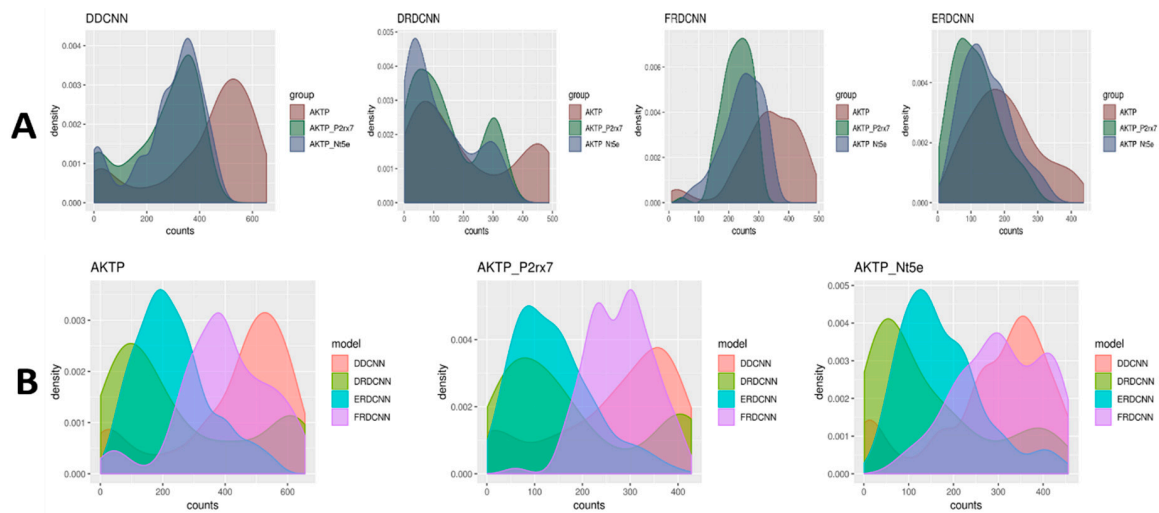 A
DDCNN
density
0.004
0.003
0.002
0.001
0.000
0
200
400
600
counts
group
AKTP
AKTP_P2rx7
AKTP_Nt5e
DRDCNN
density
0.005
0.004
0.003
0.002
0.001
0.000
0
100
200
300
400
500
counts
group
AKTP
AKTP_P2rx7
AKTP_Nt5e
FRDCNN
density
0.006
0.004
0.002
0.000
0
100
200
300
400
500
counts
group
AKTP
AKTP_P2rx7
AKTP_Nt5e
ERDCNN
density
0.004
0.002
0.000
0
100
200
300
400
counts
group
AKTP
AKTP_P2rx7
AKTP_Nt5e
B
AKTP
density
0.003
0.002
0.001
0.000
0
200
400
600
counts
model
DDCNN
DRDCNN
ERDCNN
FRDCNN
AKTP_P2rx7
density
0.004
0.002
0.000
0
100
200
300
400
counts
model
DDCNN
DRDCNN
ERDCNN
FRDCNN
AKTP_Nt5e
density
0.005
0.004
0.003
0.002
0.001
0.000
0
100
200
300
400
counts
model
DDCNN
DRDCNN
ERDCNN
FRDCNN